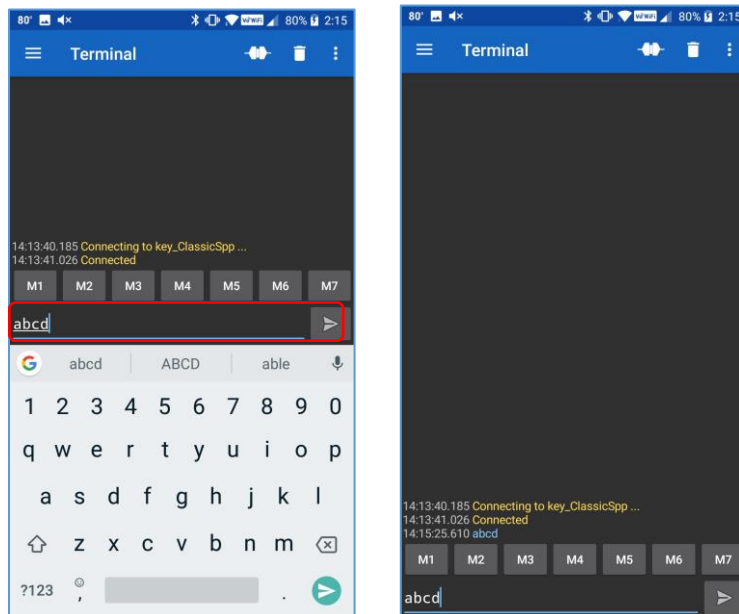 80° 80% 2:15
Terminal
14:13:40.185 Connecting to key_ClassicSpp ...
14:13:41.026 Connected
M1 M2 M3 M4 M5 M6 M7
abcd
G abcd ABCD able
1 2 3 4 5 6 7 8 9 0
q w e r t y u i o p
a s d f g h j k l
z x c v b n m
?123 , .
80° 80% 2:15
Terminal
14:13:40.185 Connecting to key_ClassicSpp ...
14:13:41.026 Connected
14:15:25.610 abcd
M1 M2 M3 M4 M5 M6 M7
abcd